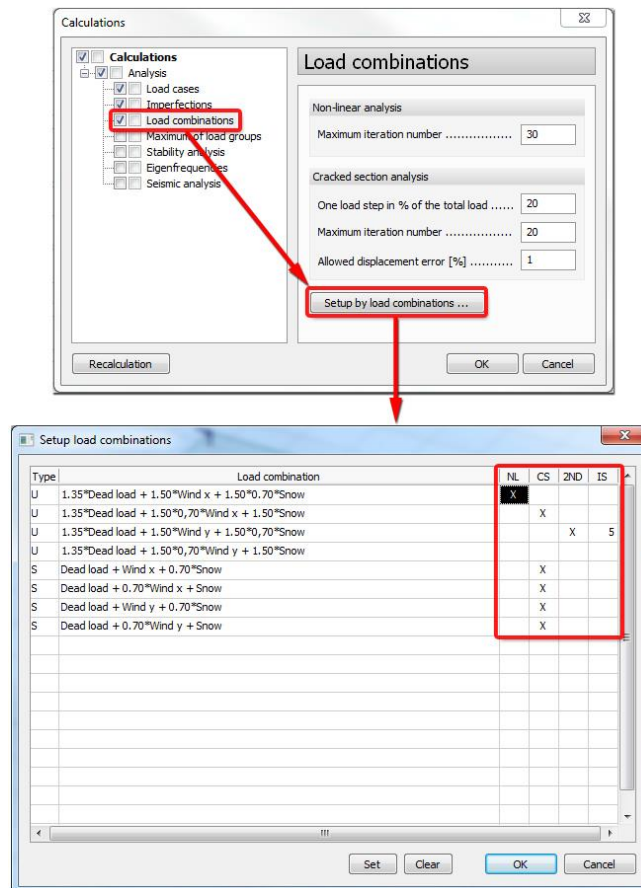 Calculations
Calculations
Analysis
Load cases
Imperfections
Load combinations
Maximum of load groups
Stability analysis
Eigenfrequencies
Seismic analysis
Recalculation
Load combinations
Non-linear analysis
Maximum iteration number ................. 30
Cracked section analysis
One load step in % of the total load ...... 20
Maximum iteration number ................. 20
Allowed displacement error [%] ........... 1
Setup by load combinations ...
OK Cancel
Setup load combinations
Type Load combination NL CS 2ND IS
U 1.35*Dead load + 1.50*Wind x + 1.50*0.70*Snow X
U 1.35*Dead load + 1.50*0,70*Wind x + 1.50*Snow X
U 1.35*Dead load + 1.50*Wind y + 1.50*0,70*Snow X 5
U 1.35*Dead load + 1.50*0,70*Wind y + 1.50*Snow
S Dead load + Wind x + 0.70*Snow X
S Dead load + 0.70*Wind x + Snow X
S Dead load + Wind y + 0.70*Snow X
S Dead load + 0.70*Wind y + Snow X
Set Clear OK Cancel